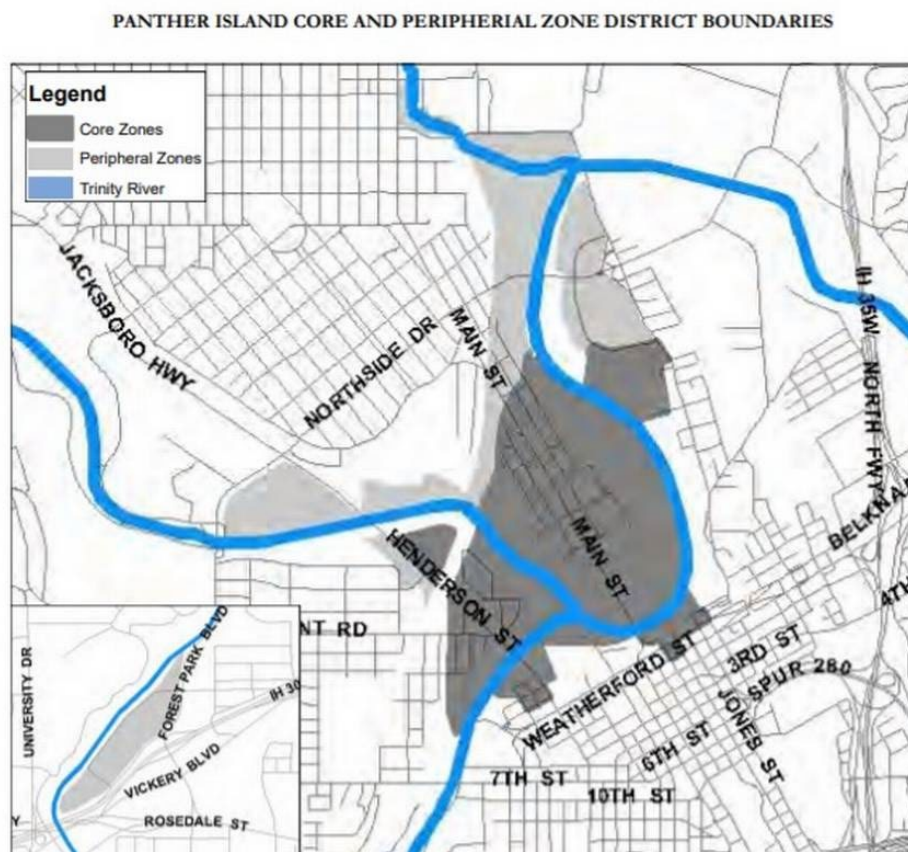 PANTHER ISLAND CORE AND PERIPHERIAL ZONE DISTRICT BOUNDARIES
Legend
Core Zones
Peripheral Zones
Trinity River
JACKSBORO HWY
NORTHSIDE DR
MAIN ST
IH 35W NORTH FWY
BELKNAP
MAIN ST
HENDERSON ST
4TH
NT RD
WEATHERFORD ST
3RD ST
SPUR 280
JONES ST
6TH ST
7TH ST
10TH ST
UNIVERSITY DR
FOREST PARK BLVD
IH 30
VICKERY BLVD
ROSEDALE ST
Y